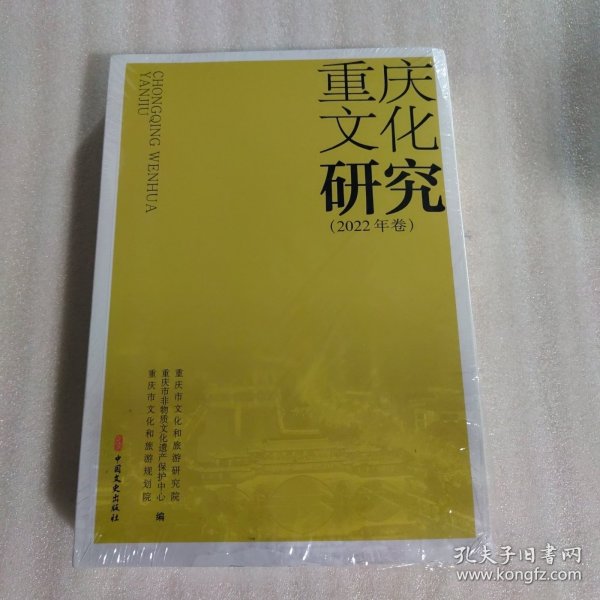 重庆
文化
研究
(2022年卷)
CHONGQING WENHUA
YANJIU
重庆市文化和旅游研究院
重庆市非物质文化遗产保护中心
重庆市文化和旅游规划院
编
中国文史出版社
孔夫子旧书网
www.kongfz.com